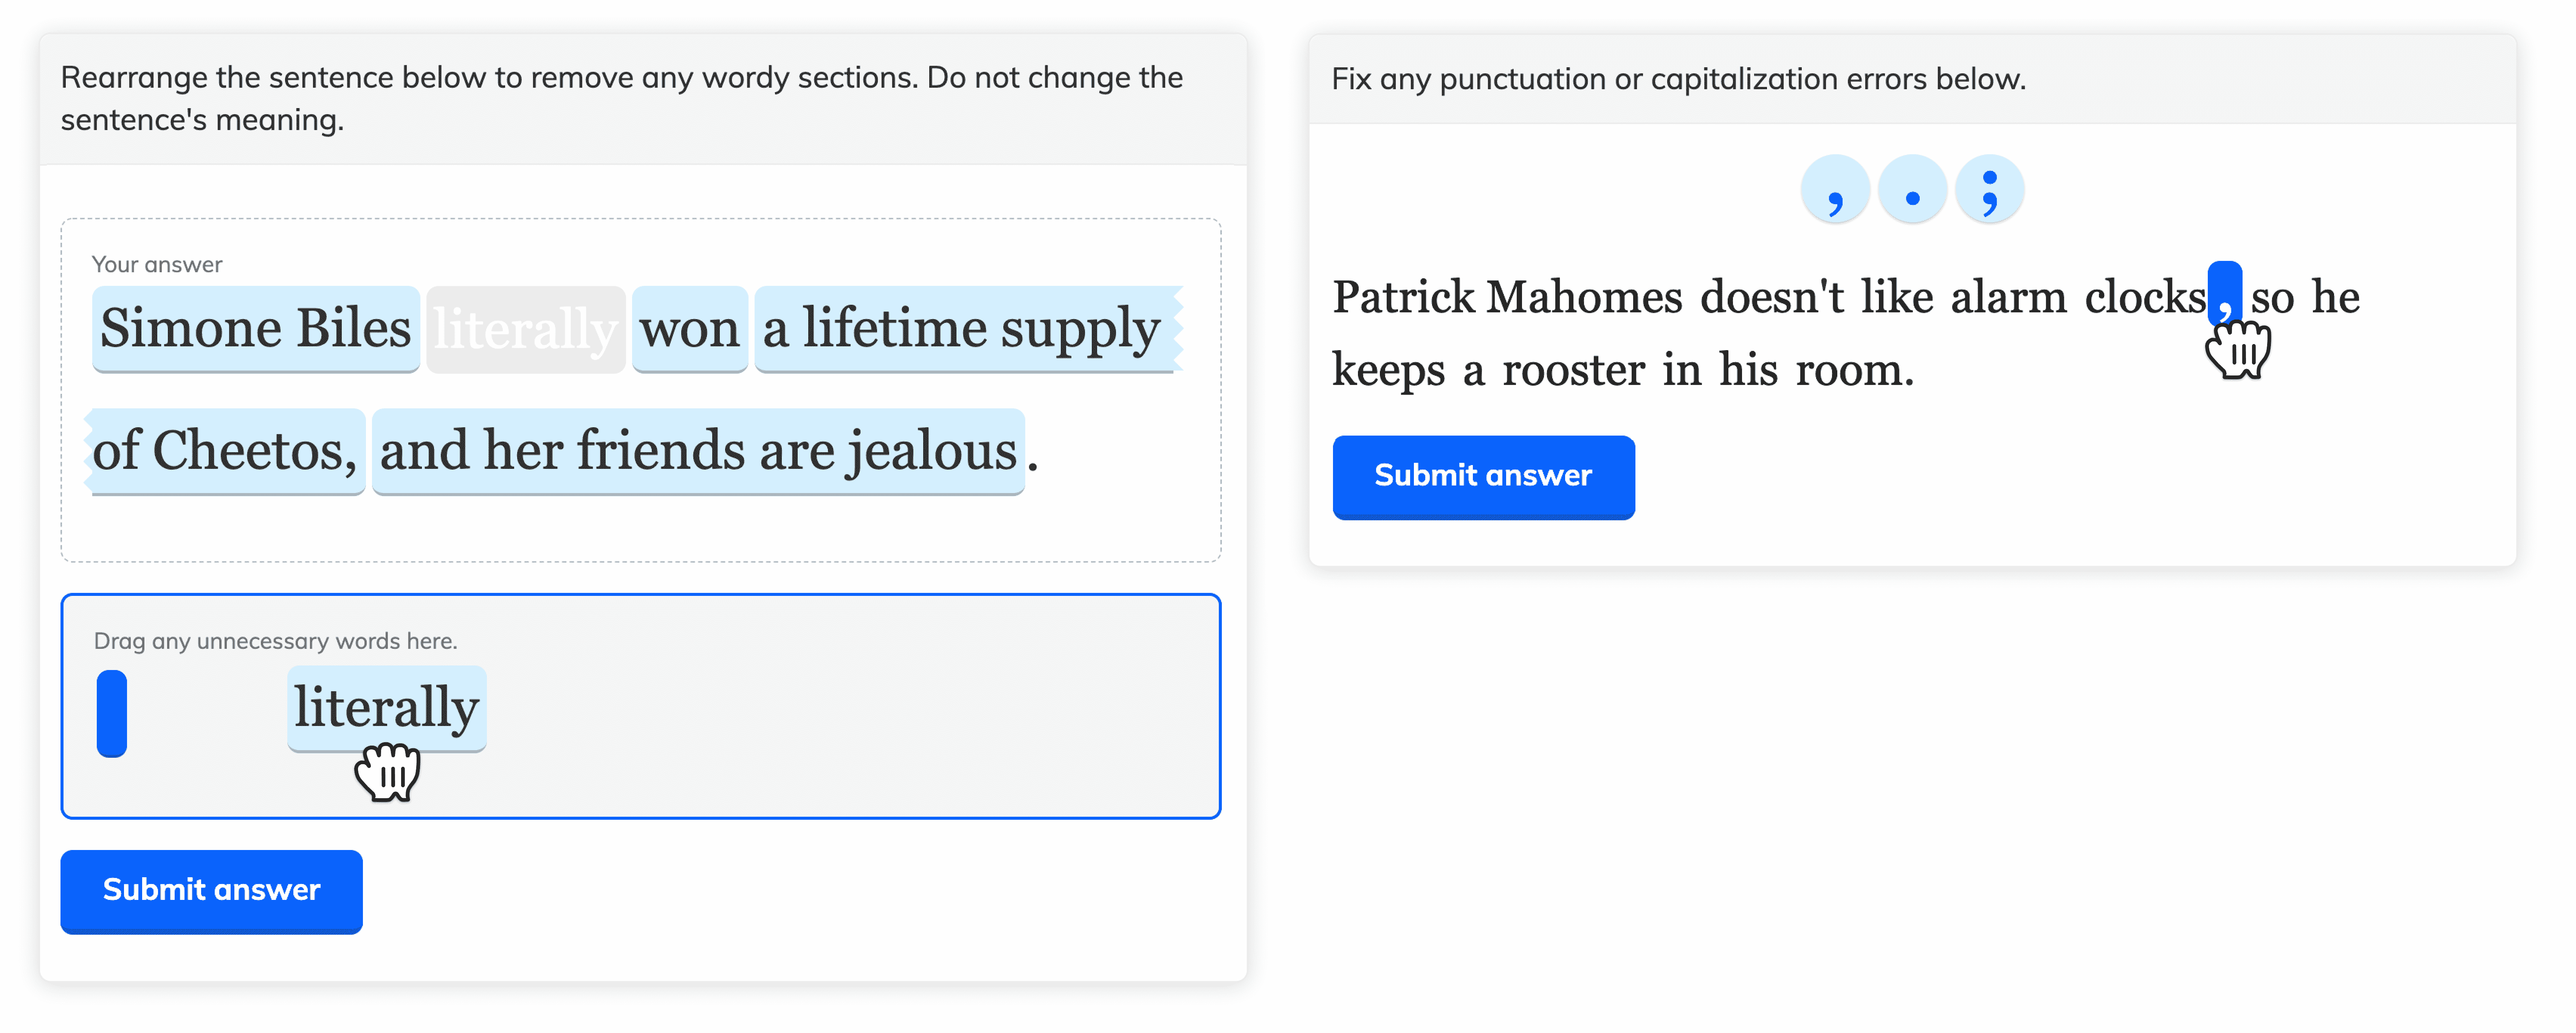 Rearrange the sentence below to remove any wordy sections. Do not change the
sentence's meaning.
Your answer
Simone Biles literally won a lifetime supply
of Cheetos, and her friends are jealous.
Drag any unnecessary words here.
literally
Submit answer
Fix any punctuation or capitalization errors below.
, . ;
Patrick Mahomes doesn't like alarm clocks, so he
keeps a rooster in his room.
Submit answer